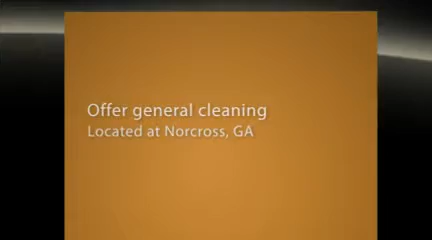 Offer general cleaning
Located at Norcross, GA